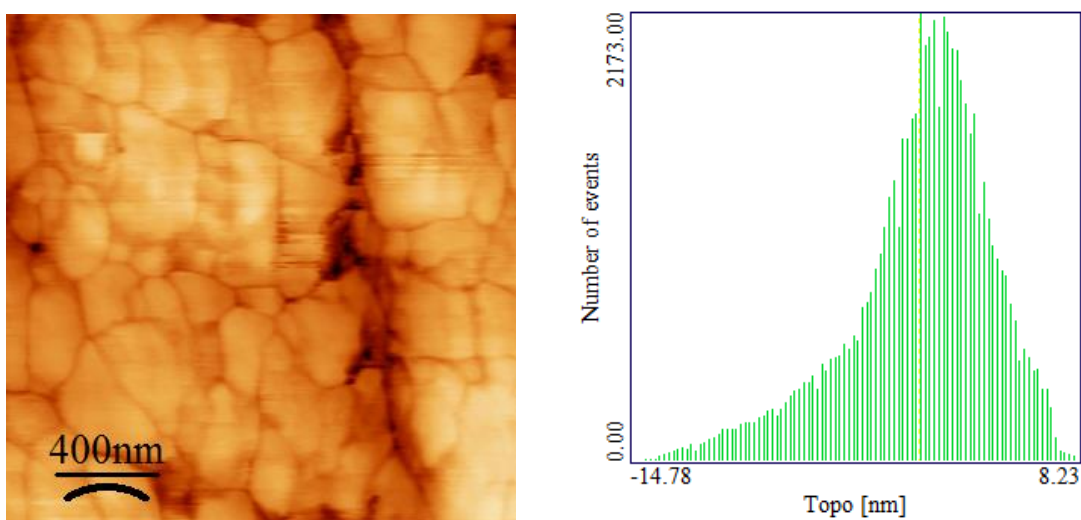 400nm
2173.00
Number of events
0.00
-14.78
8.23
Topo [nm]